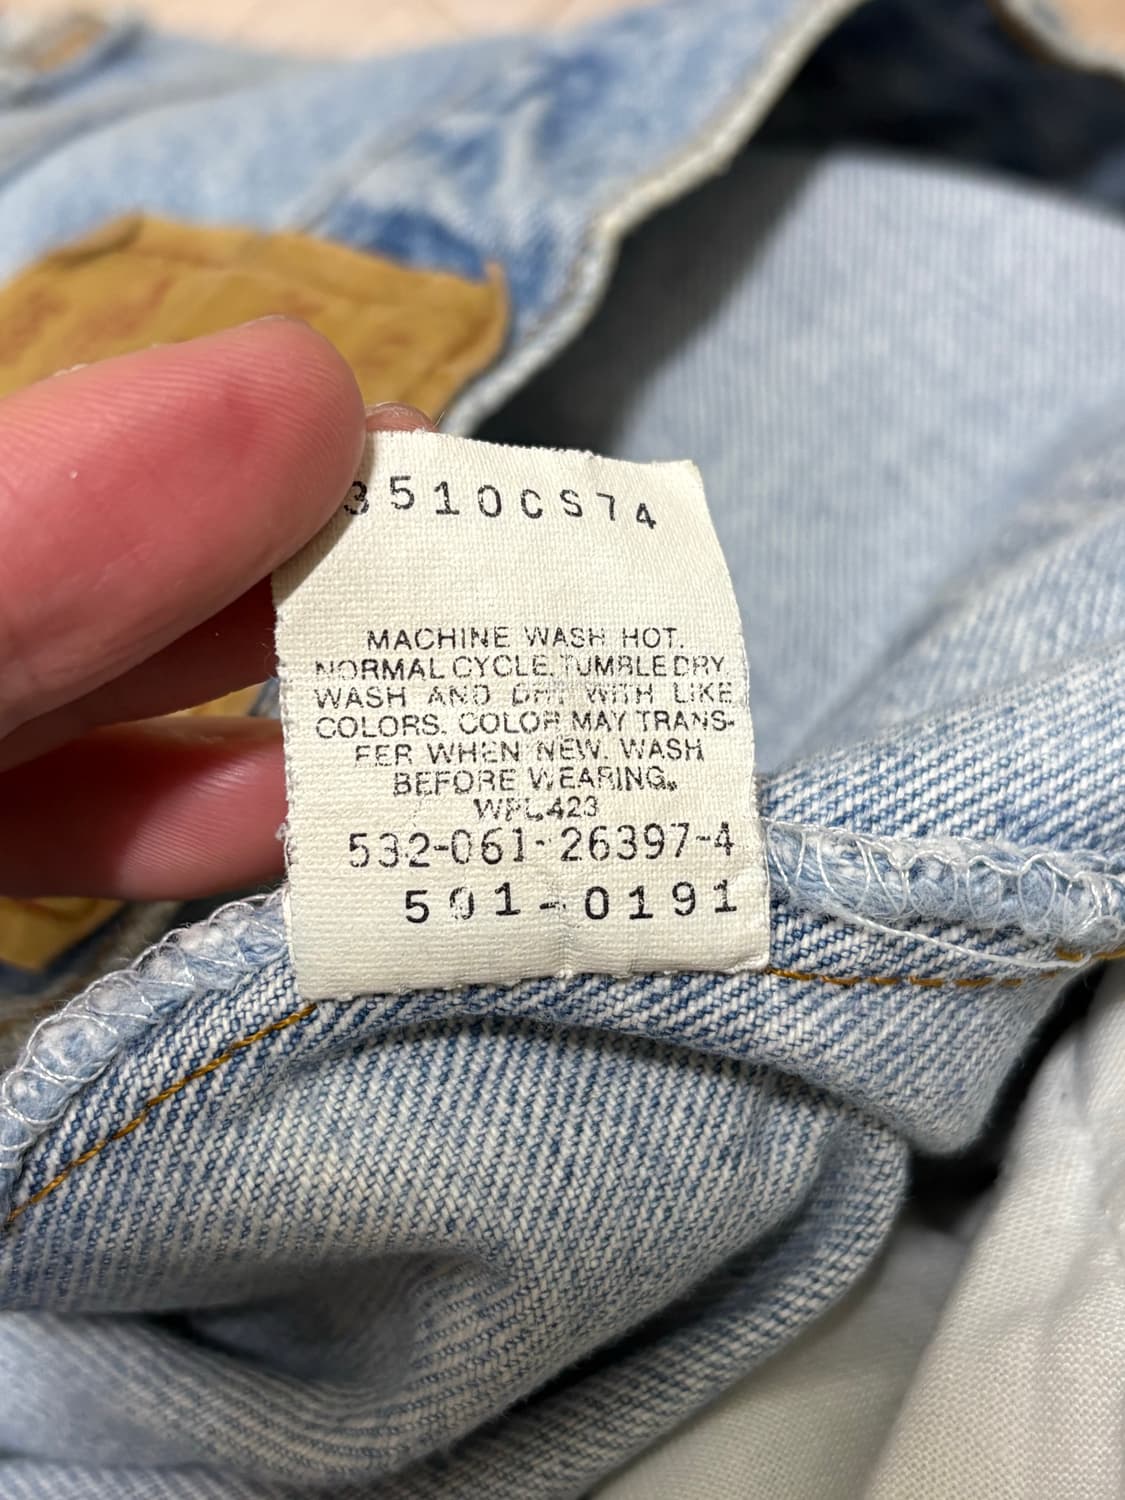 3510CS74
MACHINE WASH HOT.
NORMAL CYCLE. TUMBLE DRY.
WASH AND DRY WITH LIKE
COLORS. COLOR MAY TRANS-
FER WHEN NEW. WASH
BEFORE WEARING.
WPL423
532-061-26397-4
501-0191